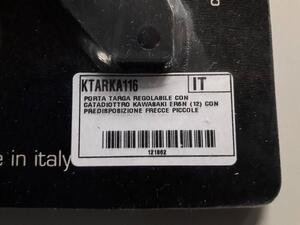 KTARKA116
IT
PORTA TARGA REGOLABILE CON
CATADIOTTRO KAWASAKI ER6N (12) CON
PREDISPOSIZIONE FRECCE PICCOLE
121862
e in italy